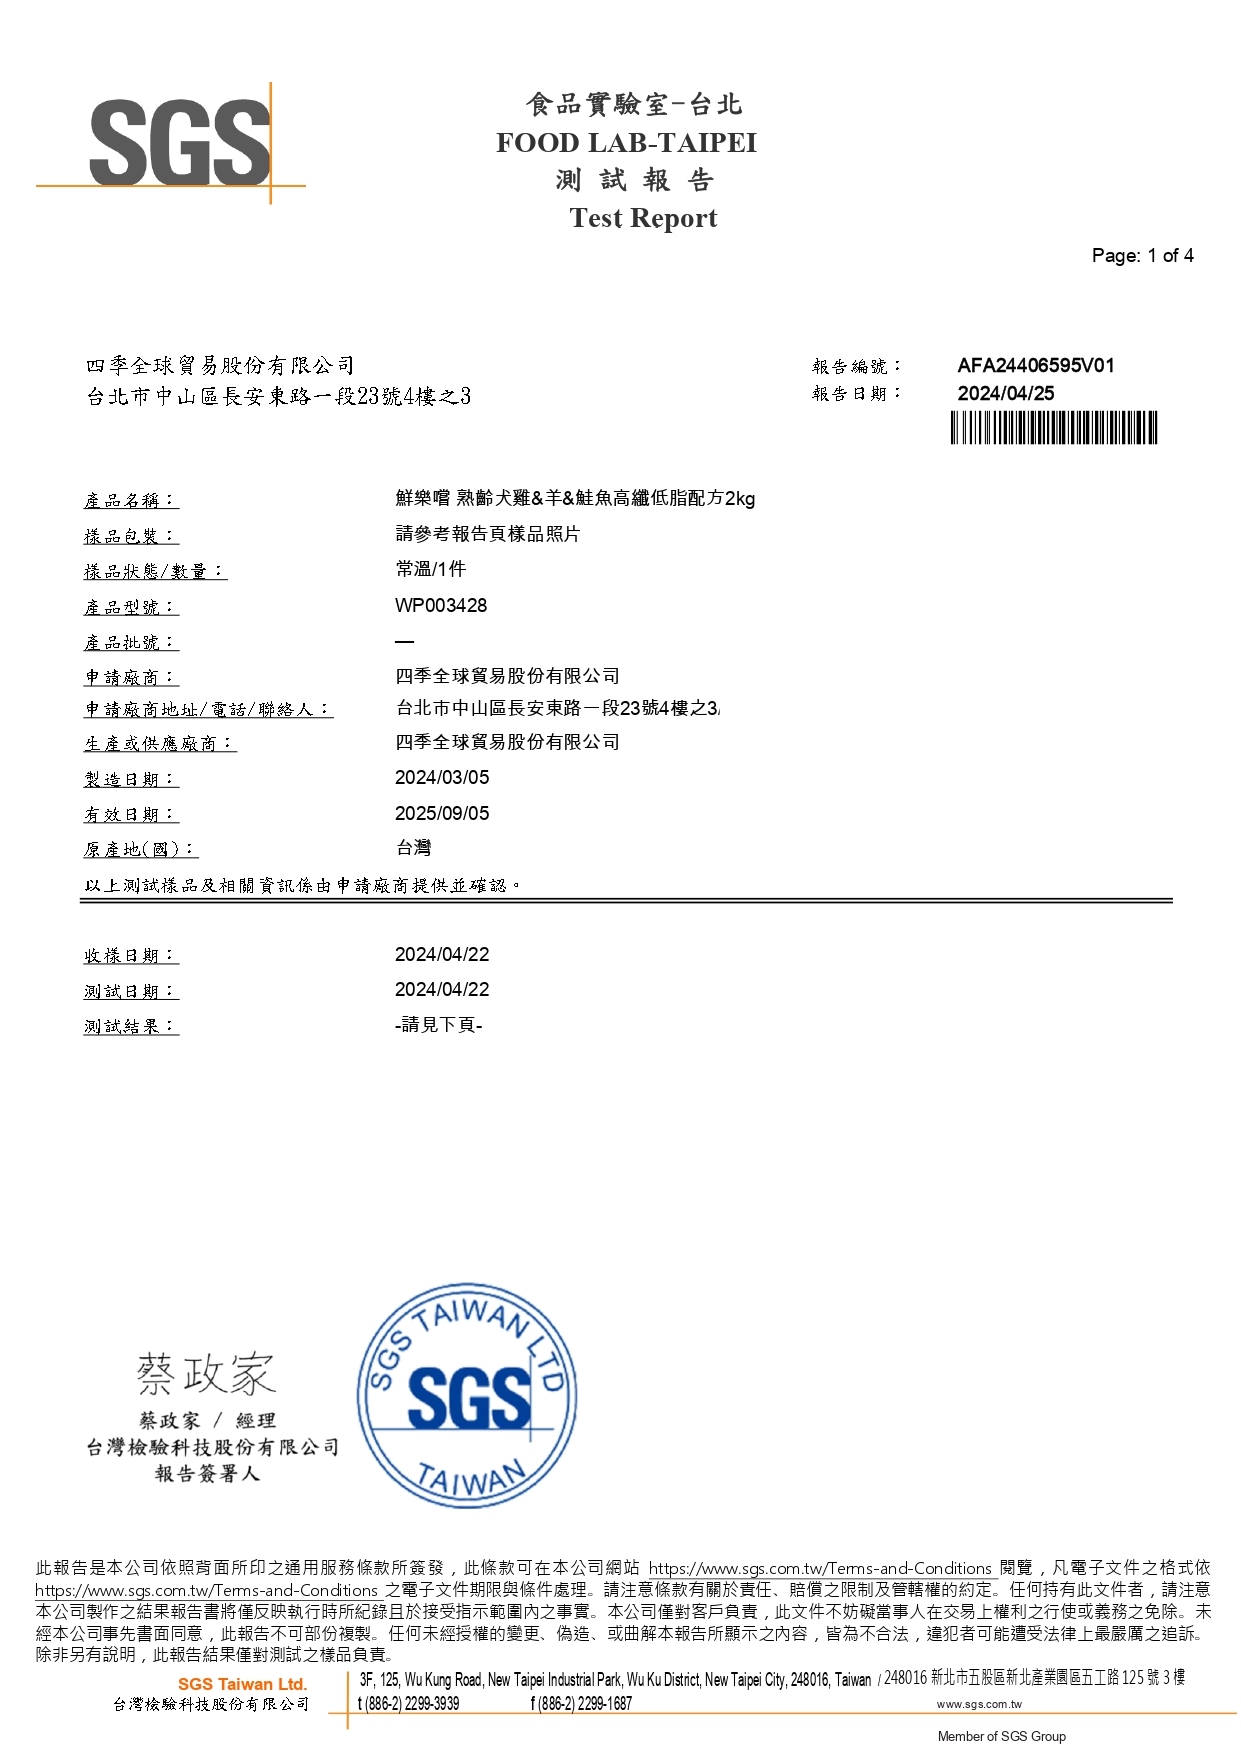 SGS
食品實驗室-台北
FOOD LAB-TAIPEI
測 試 報 告
Test Report
Page: 1 of 4
四季全球貿易股份有限公司
台北市中山區長安東路一段23號4樓之3
報告編號： AFA24406595V01
報告日期： 2024/04/25
產品名稱： 鮮樂嚐 熟齡犬雞&羊&鮭魚高纖低脂配方2kg
樣品包裝： 請參考報告頁樣品照片
樣品狀態/數量： 常溫/1件
產品型號： WP003428
產品批號： —
申請廠商： 四季全球貿易股份有限公司
申請廠商地址/電話/聯絡人： 台北市中山區長安東路一段23號4樓之3/
生產或供應廠商： 四季全球貿易股份有限公司
製造日期： 2024/03/05
有效日期： 2025/09/05
原產地(國)： 台灣
以上測試樣品及相關資訊係由申請廠商提供並確認。
收樣日期： 2024/04/22
測試日期： 2024/04/22
測試結果： -請見下頁-
蔡政家
蔡政家 / 經理
台灣檢驗科技股份有限公司
報告簽署人
SGS TAIWAN LTD
SGS
TAIWAN
此報告是本公司依照背面所印之通用服務條款所簽發，此條款可在本公司網站 https://www.sgs.com.tw/Terms-and-Conditions 閱覽，凡電子文件之格式依
https://www.sgs.com.tw/Terms-and-Conditions 之電子文件期限與條件處理。請注意條款有關於責任、賠償之限制及管轄權的約定。任何持有此文件者，請注意
本公司製作之結果報告書將僅反映執行時所紀錄且於接受指示範圍內之事實。本公司僅對客戶負責，此文件不妨礙當事人在交易上權利之行使或義務之免除。未
經本公司事先書面同意，此報告不可部份複製。任何未經授權的變更、偽造、或曲解本報告所顯示之內容，皆為不合法，違犯者可能遭受法律上最嚴厲之追訴。
除非另有說明，此報告結果僅對測試之樣品負責。
SGS Taiwan Ltd.
台灣檢驗科技股份有限公司
3F, 125, Wu Kung Road, New Taipei Industrial Park, Wu Ku District, New Taipei City, 248016, Taiwan / 248016 新北市五股區新北產業園區五工路 125 號 3 樓
t (886-2) 2299-3939 f (886-2) 2299-1687 www.sgs.com.tw
Member of SGS Group